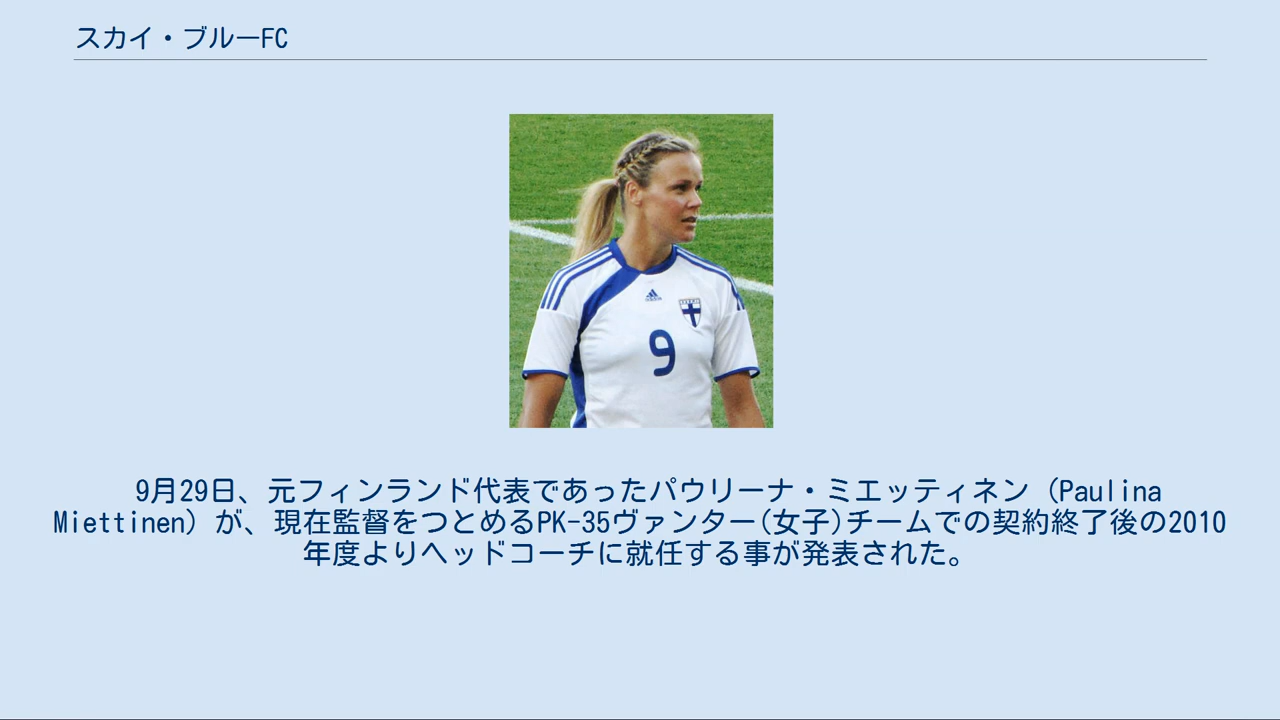 スカイ・ブルーFC
9
9月29日、元フィンランド代表であったパウリーナ・ミエッティネン（Paulina
Miettinen）が、現在監督をつとめるPK-35ヴァンター(女子)チームでの契約終了後の2010
年度よりヘッドコーチに就任する事が発表された。